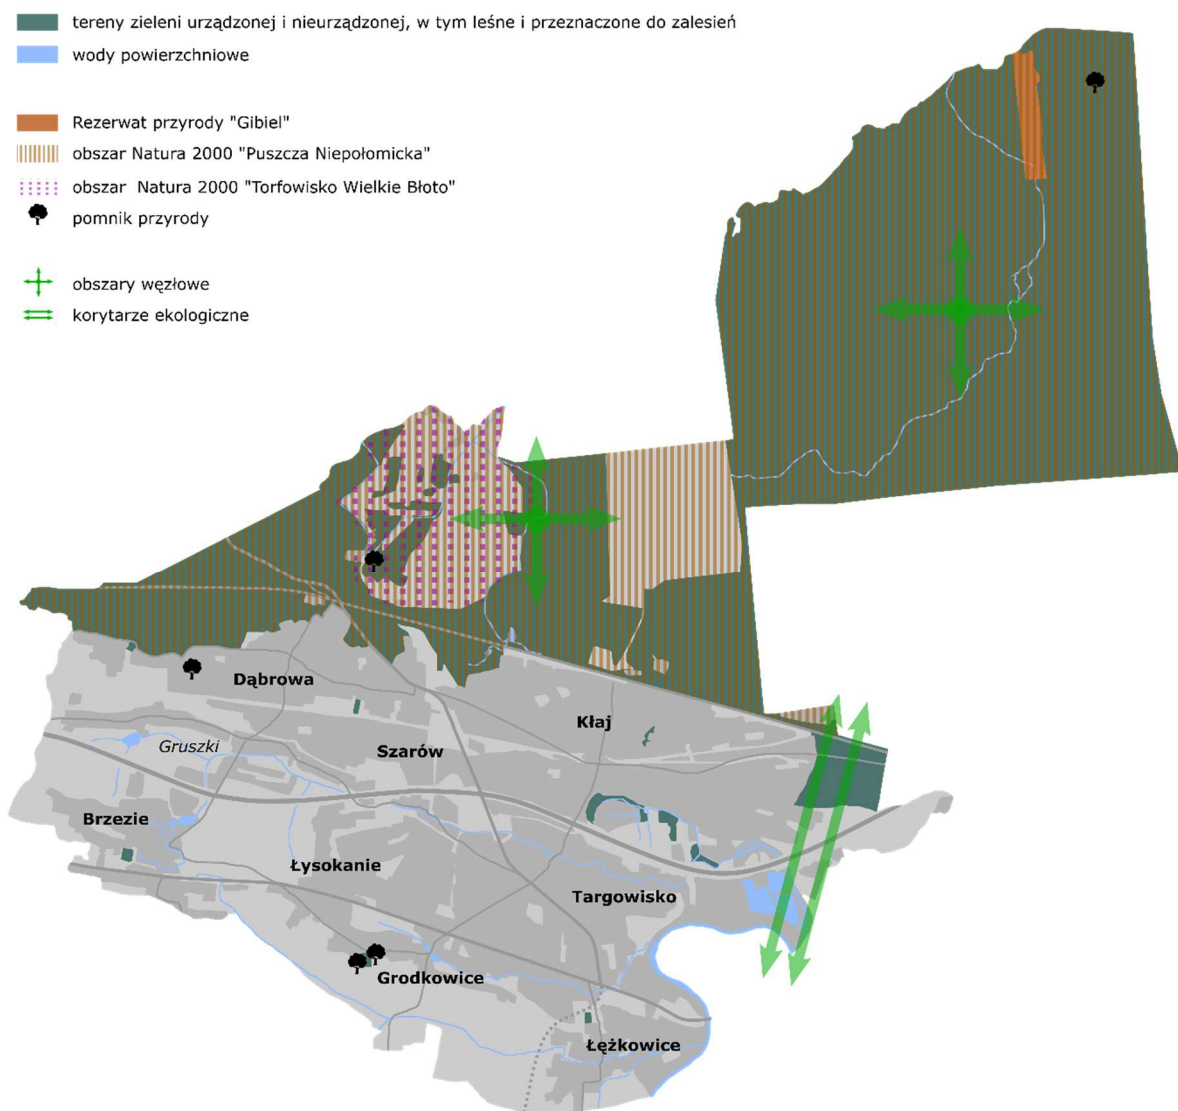 tereny zieleni urządzonej i nieurządzonej, w tym leśne i przeznaczone do zalesień
wody powierzchniowe
Rezerwat przyrody "Gibiel"
obszar Natura 2000 "Puszcza Niepołomicka"
obszar Natura 2000 "Torfowisko Wielkie Błoto"
pomnik przyrody
obszary węzłowe
korytarze ekologiczne
Dąbrowa
Kłaj
Gruszki
Szarów
Brzezie
Łysokanie
Targowisko
Grodkowice
Łężkowice